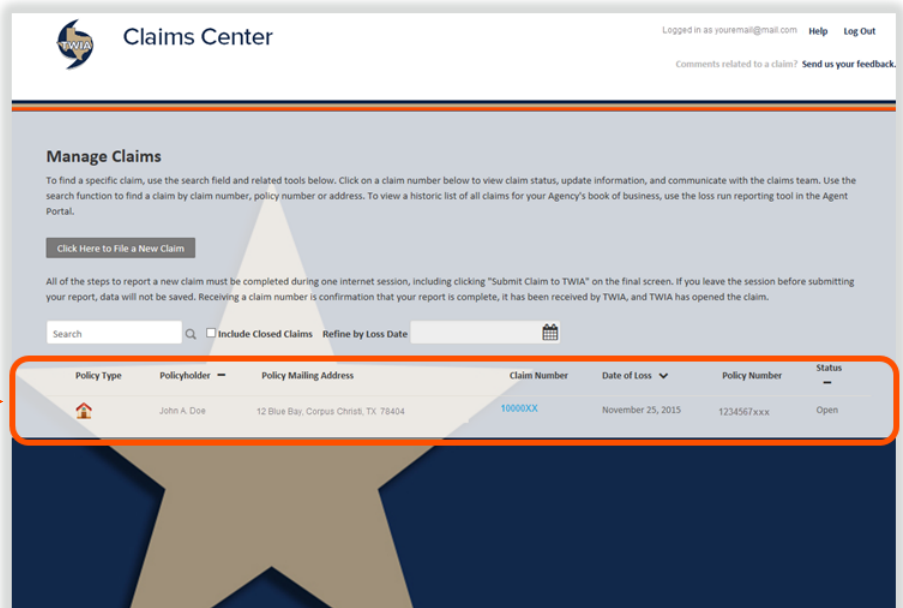 TWIA
Claims Center
Logged in as youremail@mail.com Help Log Out
Comments related to a claim? Send us your feedback.
Manage Claims
To find a specific claim, use the search field and related tools below. Click on a claim number below to view claim status, update information, and communicate with the claims team. Use the
search function to find a claim by claim number, policy number or address. To view a historic list of all claims for your Agency's book of business, use the loss run reporting tool in the Agent
Portal.
Click Here to File a New Claim
All of the steps to report a new claim must be completed during one internet session, including clicking "Submit Claim to TWIA" on the final screen. If you leave the session before submitting
your report, data will not be saved. Receiving a claim number is confirmation that your report is complete, it has been received by TWIA, and TWIA has opened the claim.
Search Include Closed Claims Refine by Loss Date
Policy Type Policyholder Policy Mailing Address Claim Number Date of Loss Policy Number Status
John A. Doe 12 Blue Bay, Corpus Christi, TX 78404 10000XX November 25, 2015 1234567xxx Open